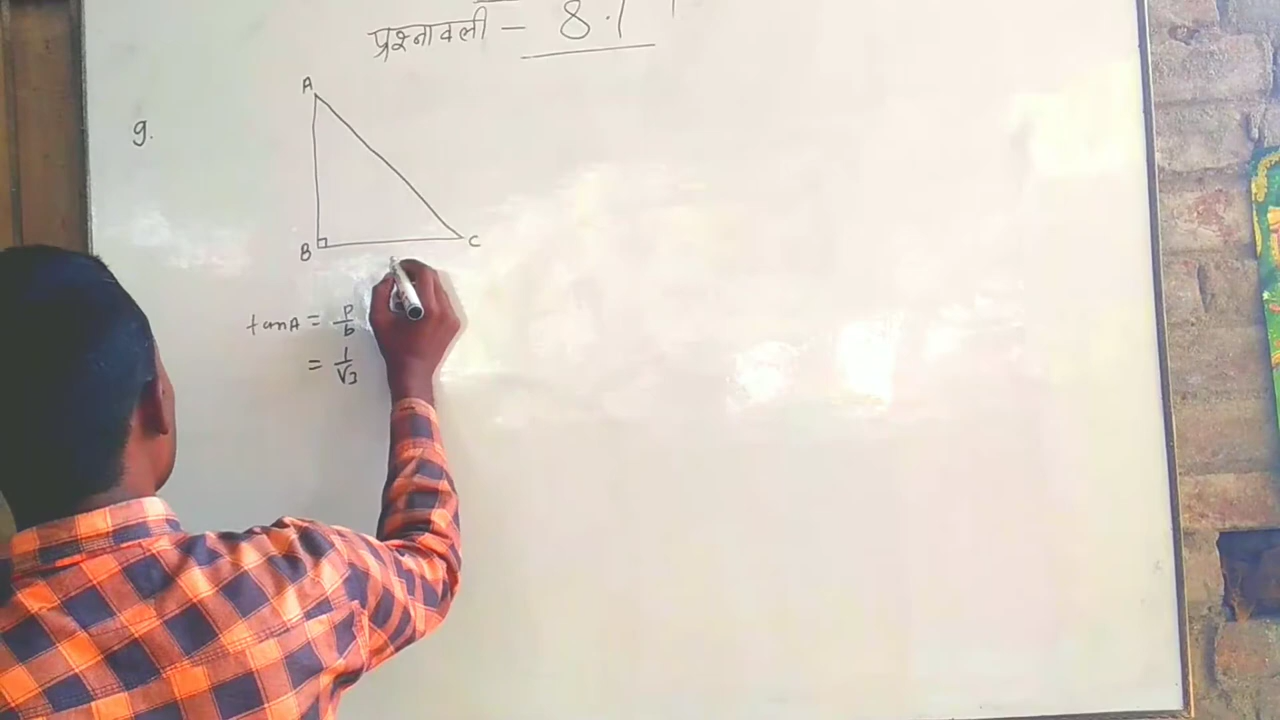 प्रश्नावली – 8.1
9.
A
B
C
tanA = p/b
= 1/√3